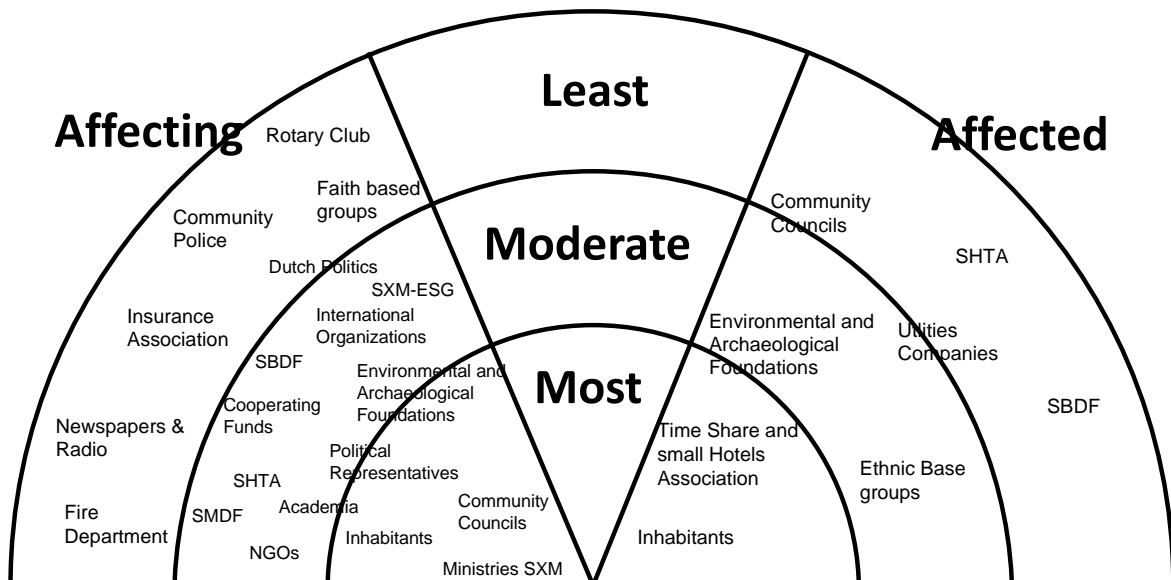 Least
Affecting
Affected
Rotary Club
Faith based
groups
Community
Police
Dutch Politics
SXM-ESG
International
Organizations
Insurance
Association
SBDF
Environmental and
Archaeological
Foundations
Cooperating
Funds
Newspapers &
Radio
Political
Representatives
SHTA
Academia
Community
Councils
Fire
Department
SMDF
Inhabitants
NGOs
Ministries SXM
Moderate
Most
Community
Councils
SHTA
Environmental and
Archaeological
Foundations
Utlities
Companies
SBDF
Time Share and
small Hotels
Association
Ethnic Base
groups
Inhabitants